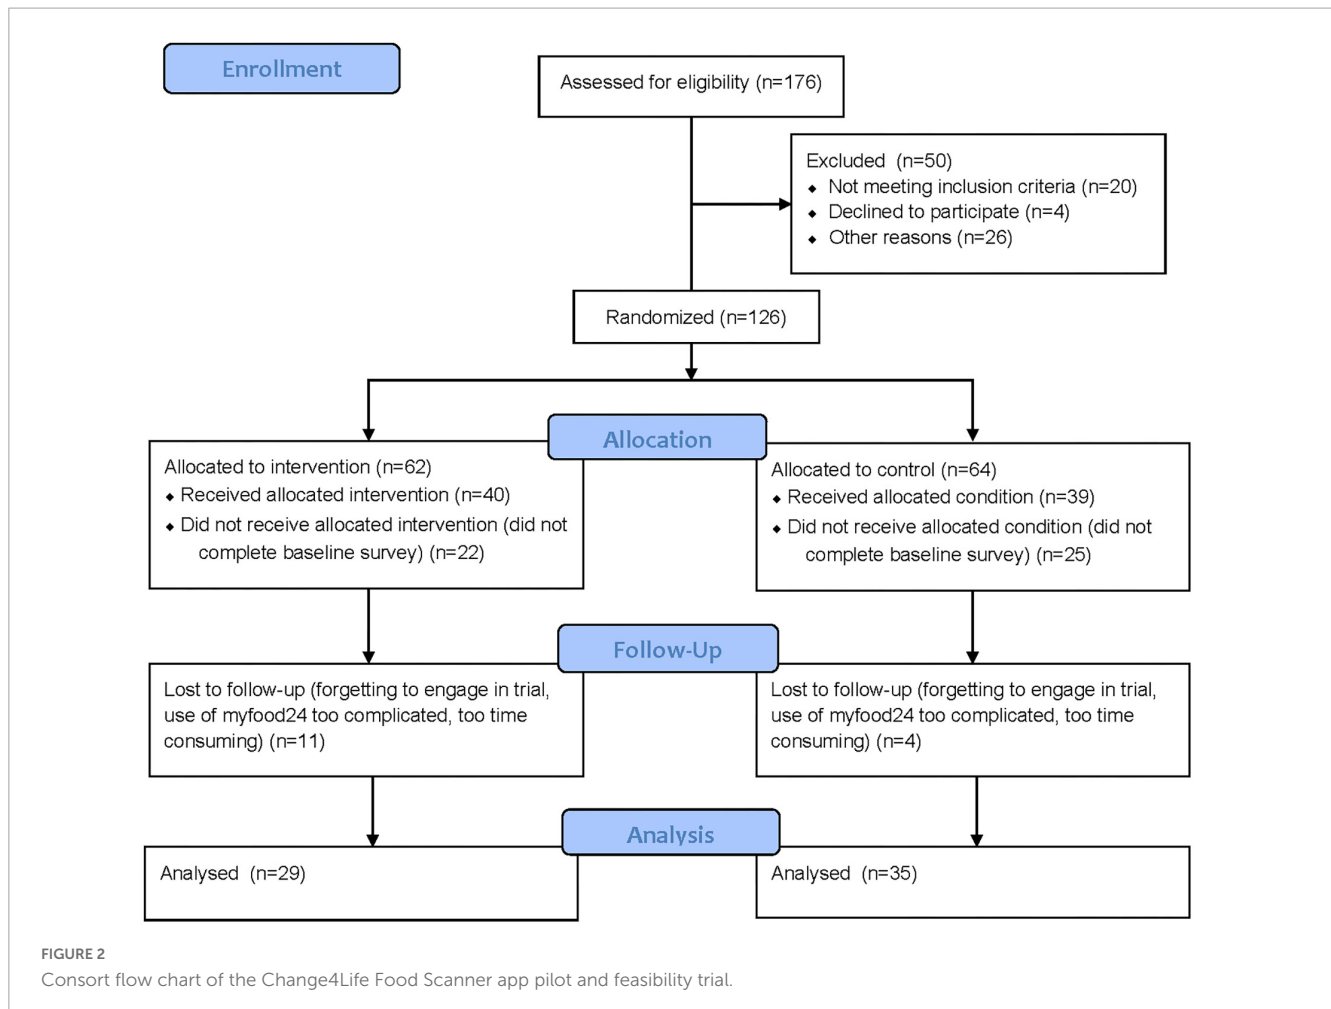 Enrollment
Assessed for eligibility (n=176)
Excluded (n=50)
◆ Not meeting inclusion criteria (n=20)
◆ Declined to participate (n=4)
◆ Other reasons (n=26)
Randomized (n=126)
Allocation
Allocated to intervention (n=62)
◆ Received allocated intervention (n=40)
◆ Did not receive allocated intervention (did not
complete baseline survey) (n=22)
Allocated to control (n=64)
◆ Received allocated condition (n=39)
◆ Did not receive allocated condition (did not
complete baseline survey) (n=25)
Follow-Up
Lost to follow-up (forgetting to engage in trial,
use of myfood24 too complicated, too time
consuming) (n=11)
Lost to follow-up (forgetting to engage in trial,
use of myfood24 too complicated, too time
consuming) (n=4)
Analysis
Analysed (n=29)
Analysed (n=35)
FIGURE 2
Consort flow chart of the Change4Life Food Scanner app pilot and feasibility trial.